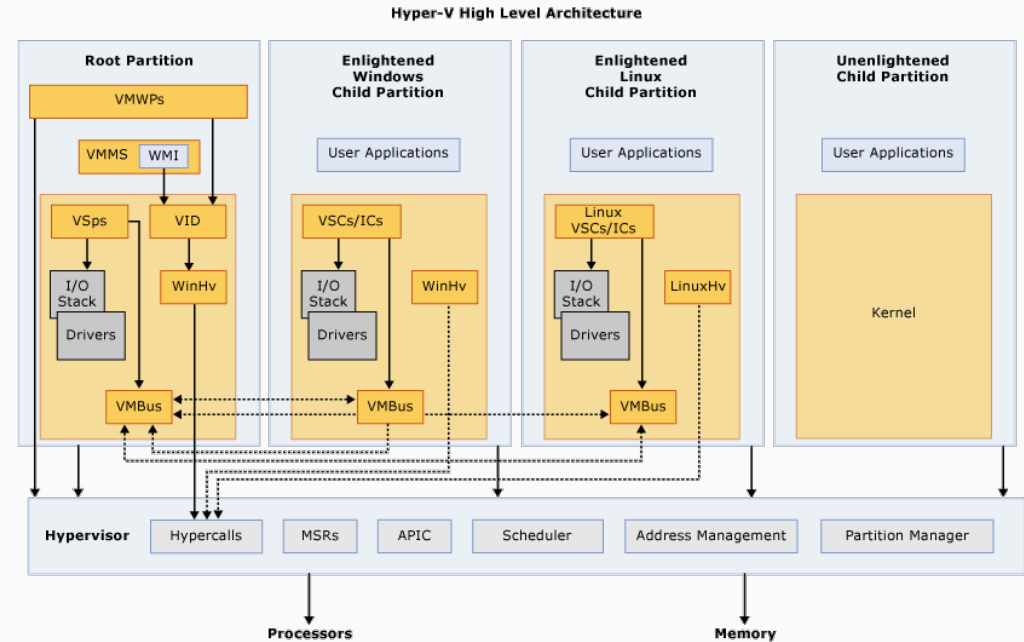 Hyper-V High Level Architecture
Root Partition
VMWPs
VMMS
WMI
VSps
VID
I/O
Stack
Drivers
WinHv
VMBus
Enlightened
Windows
Child Partition
User Applications
VSCs/ICs
I/O
Stack
Drivers
WinHv
VMBus
Enlightened
Linux
Child Partition
User Applications
Linux
VSCs/ICs
I/O
Stack
Drivers
LinuxHv
VMBus
Unenlightened
Child Partition
User Applications
Kernel
Hypervisor
Hypercalls
MSRs
APIC
Scheduler
Address Management
Partition Manager
Processors
Memory